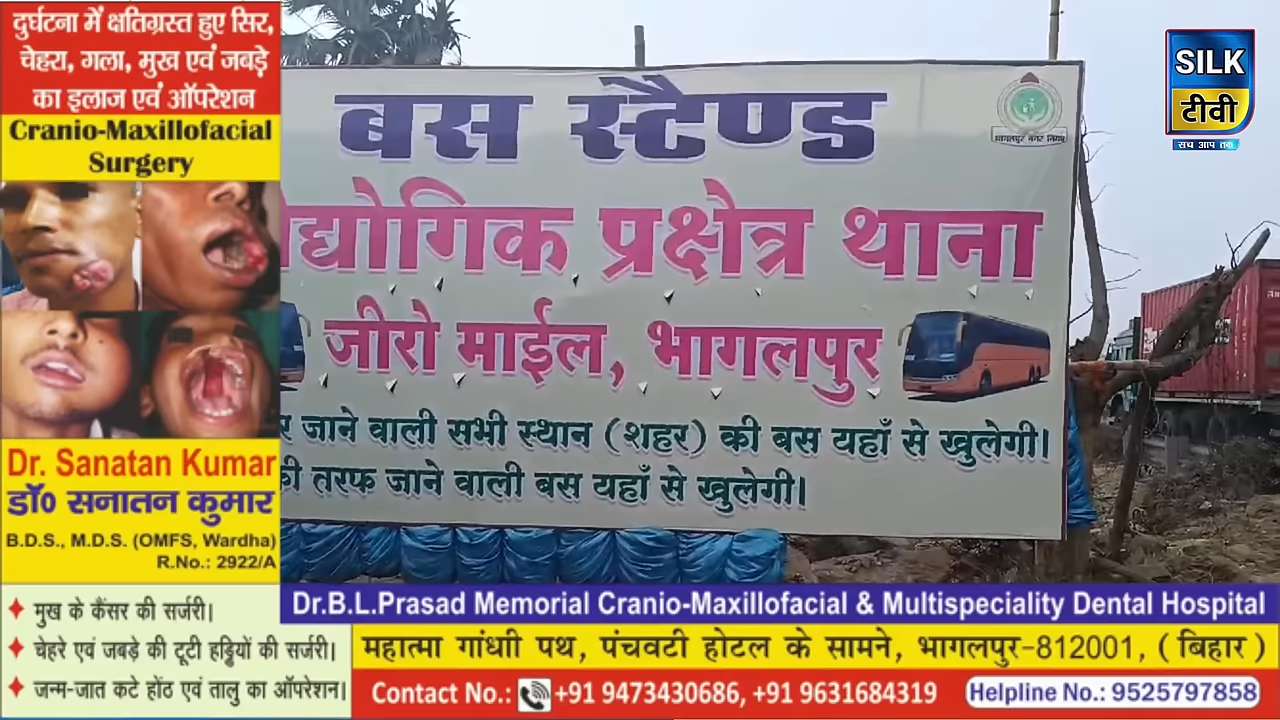 दुर्घटना में क्षतिग्रस्त हुए सिर,
चेहरा, गला, मुख एवं जबड़े
का इलाज एवं ऑपरेशन
Cranio-Maxillofacial
Surgery
Dr. Sanatan Kumar
डॉ० सनातन कुमार
B.D.S., M.D.S. (OMFS, Wardha)
R.No.: 2922/A
♦ मुख के कैंसर की सर्जरी।
♦ चेहरे एवं जबड़े की टूटी हड्डियों की सर्जरी।
♦ जन्म-जात कटे होंठ एवं तालु का ऑपरेशन।
बस स्टैण्ड
द्योगिक प्रक्षेत्र थाना
जीरो माईल, भागलपुर
र जाने वाली सभी स्थान (शहर) की बस यहाँ से खुलेगी।
की तरफ जाने वाली बस यहाँ से खुलेगी।
भागलपुर नगर निगम
SILK
टीवी
सच आप तक
Dr.B.L.Prasad Memorial Cranio-Maxillofacial & Multispeciality Dental Hospital
महात्मा गांधाी पथ, पंचवटी होटल के सामने, भागलपुर-812001, ( बिहार )
Contact No.: +91 9473430686, +91 9631684319
Helpline No.: 9525797858